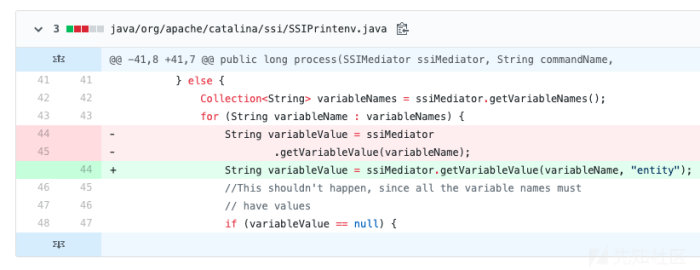 3 java/org/apache/catalina/ssi/SSIPrintenv.java
@@ -41,8 +41,7 @@ public long process(SSIMediator ssiMediator, String commandName,
41 41 } else {
42 42 Collection<String> variableNames = ssiMediator.getVariableNames();
43 43 for (String variableName : variableNames) {
44 - String variableValue = ssiMediator
45 - .getVariableValue(variableName);
44 + String variableValue = ssiMediator.getVariableValue(variableName, "entity");
46 45 //This shouldn't happen, since all the variable names must
47 46 // have values
48 47 if (variableValue == null) {
先知社区